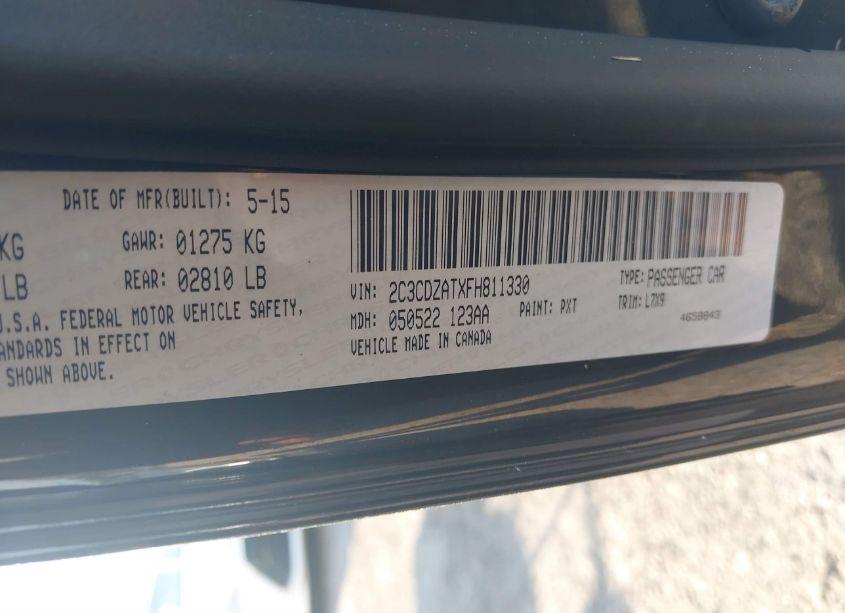 DATE OF MFR(BUILT): 5-15
KG GAWR: 01275 KG
LB REAR: 02810 LB
U.S.A. FEDERAL MOTOR VEHICLE SAFETY,
ANDARDS IN EFFECT ON
SHOWN ABOVE.
VIN: 2C3CDZATXFH811330 TYPE: PASSENGER CAR
MDH: 050522 123AA PAINT: PXT TRIM: L7X9
VEHICLE MADE IN CANADA 4658843